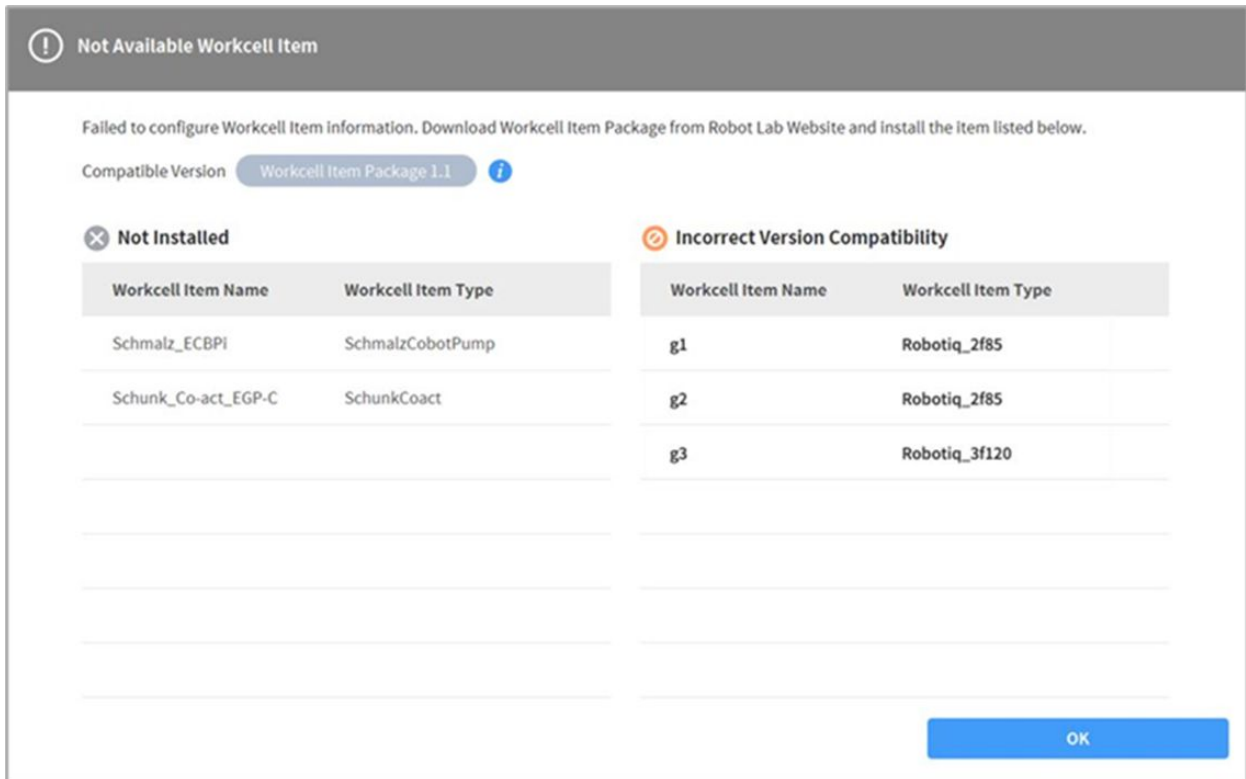 Not Available Workcell Item
Failed to configure Workcell Item information. Download Workcell Item Package from Robot Lab Website and install the item listed below.
Compatible Version Workcell Item Package 1.1 i
Not Installed
Workcell Item Name Workcell Item Type
Schmalz_ECBPi SchmalzCobotPump
Schunk_Co-act_EGP-C SchunkCoact
Incorrect Version Compatibility
Workcell Item Name Workcell Item Type
g1 Robotiq_2f85
g2 Robotiq_2f85
g3 Robotiq_3f120
OK